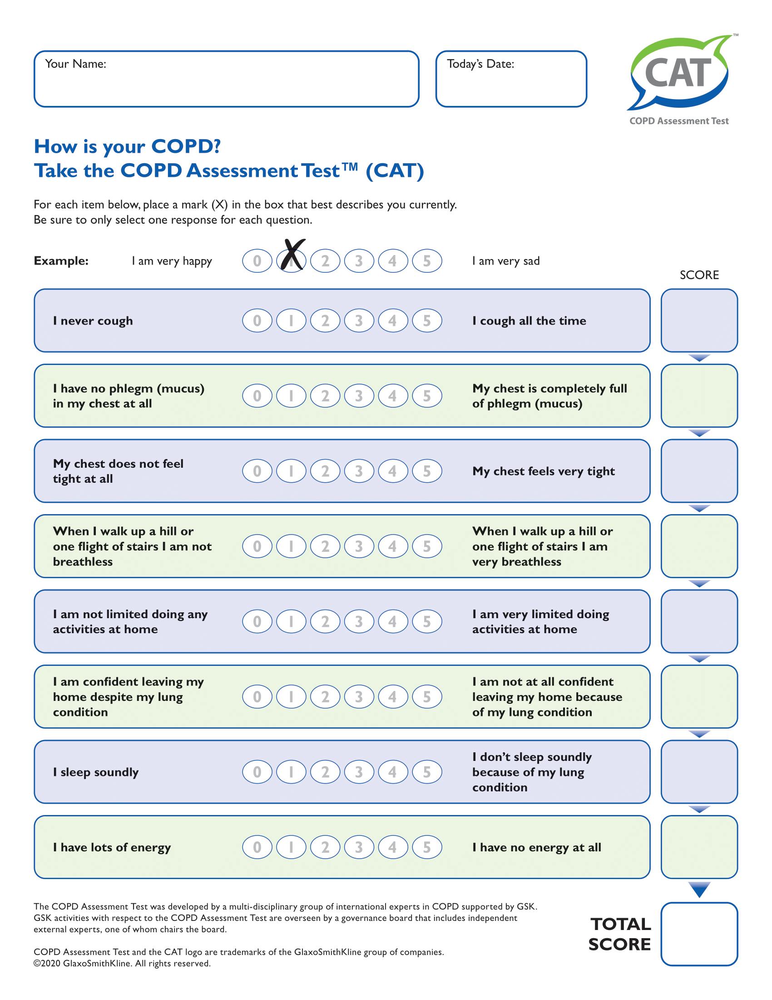 Your Name:
Today's Date:
CAT™
COPD Assessment Test
How is your COPD?
Take the COPD Assessment Test™ (CAT)
For each item below, place a mark (X) in the box that best describes you currently.
Be sure to only select one response for each question.
Example: I am very happy 0 1 2 3 4 5 I am very sad
X
SCORE
I never cough 0 1 2 3 4 5 I cough all the time
I have no phlegm (mucus)
in my chest at all
0 1 2 3 4 5
My chest is completely full
of phlegm (mucus)
My chest does not feel
tight at all
0 1 2 3 4 5
My chest feels very tight
When I walk up a hill or
one flight of stairs I am not
breathless
0 1 2 3 4 5
When I walk up a hill or
one flight of stairs I am
very breathless
I am not limited doing any
activities at home
0 1 2 3 4 5
I am very limited doing
activities at home
I am confident leaving my
home despite my lung
condition
0 1 2 3 4 5
I am not at all confident
leaving my home because
of my lung condition
I sleep soundly
0 1 2 3 4 5
I don't sleep soundly
because of my lung
condition
I have lots of energy 0 1 2 3 4 5 I have no energy at all
The COPD Assessment Test was developed by a multi-disciplinary group of international experts in COPD supported by GSK.
GSK activities with respect to the COPD Assessment Test are overseen by a governance board that includes independent
external experts, one of whom chairs the board.
COPD Assessment Test and the CAT logo are trademarks of the GlaxoSmithKline group of companies.
©2020 GlaxoSmithKline. All rights reserved.
TOTAL
SCORE